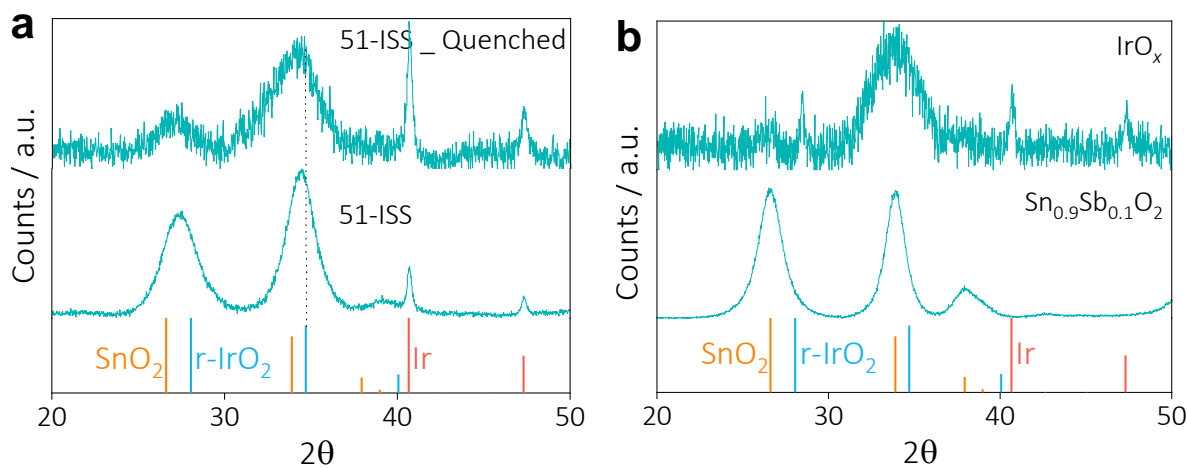 a
51-ISS _ Quenched
51-ISS
Counts / a.u.
SnO₂
r-IrO₂
Ir
20
30
40
50
2θ
b
IrOₓ
Sn₀.₉Sb₀.₁O₂
Counts / a.u.
SnO₂
r-IrO₂
Ir
20
30
40
50
2θ